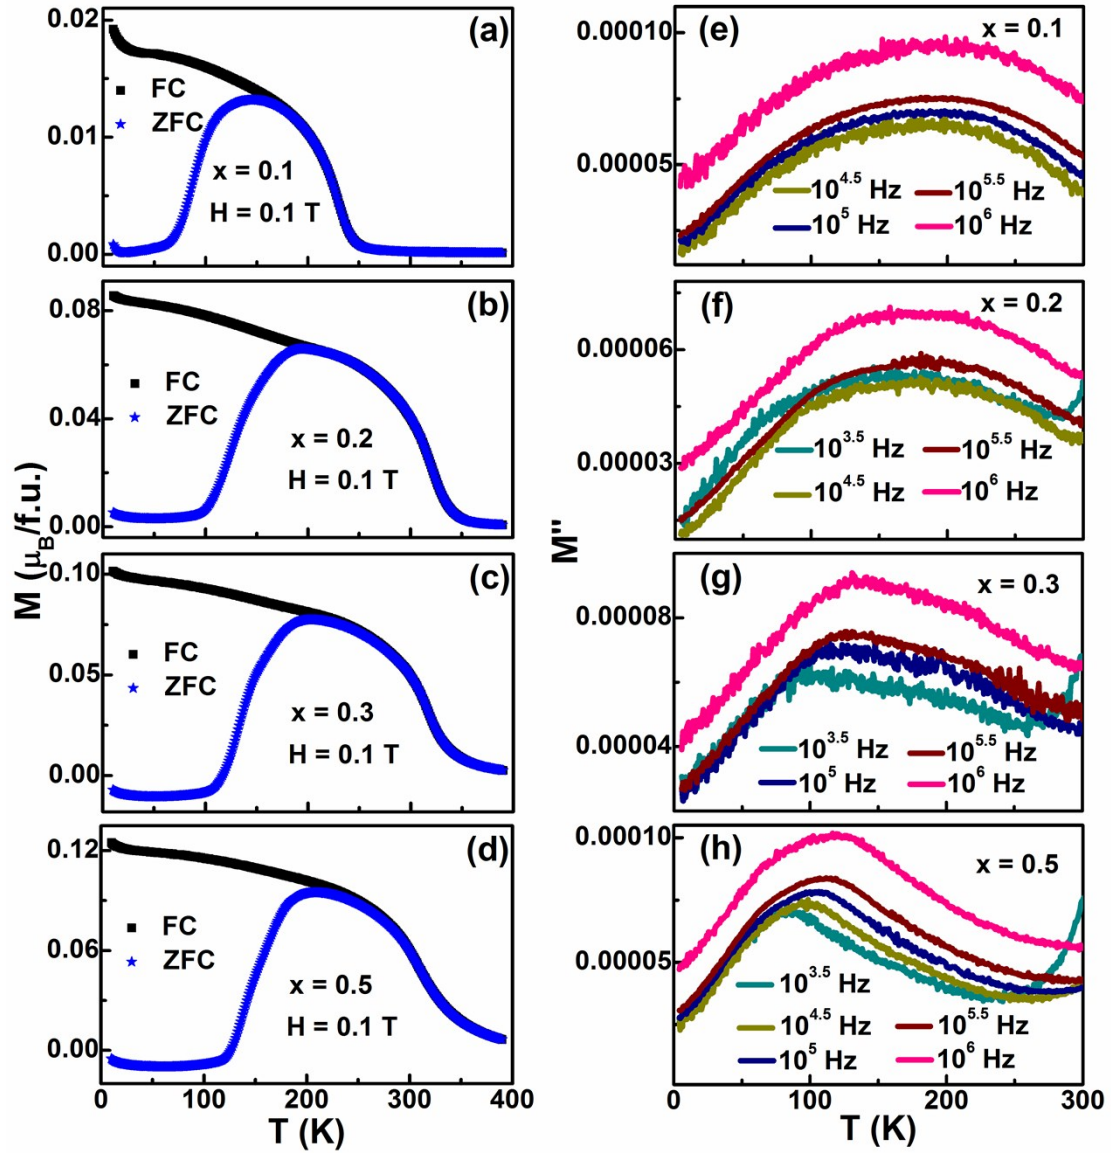 0.02
(a)
FC
ZFC
0.01
x = 0.1
H = 0.1 T
0.00
(b)
0.08
FC
ZFC
0.04
x = 0.2
H = 0.1 T
0.00
(c)
0.10
FC
ZFC
0.05
x = 0.3
H = 0.1 T
0.00
(d)
0.12
FC
ZFC
0.06
x = 0.5
H = 0.1 T
0.00
0 100 200 300 400
T (K)
M (μ_B/f.u.)
0.00010
(e)
x = 0.1
0.00005
10^4.5 Hz 10^5.5 Hz
10^5 Hz 10^6 Hz
(f)
x = 0.2
0.00006
0.00003
10^3.5 Hz 10^5.5 Hz
10^4.5 Hz 10^6 Hz
(g)
x = 0.3
0.00008
0.00004
10^3.5 Hz 10^5.5 Hz
10^5 Hz 10^6 Hz
0.00010
(h)
x = 0.5
0.00005
10^3.5 Hz
10^4.5 Hz 10^5.5 Hz
10^5 Hz 10^6 Hz
0 100 200 300
T (K)
M"